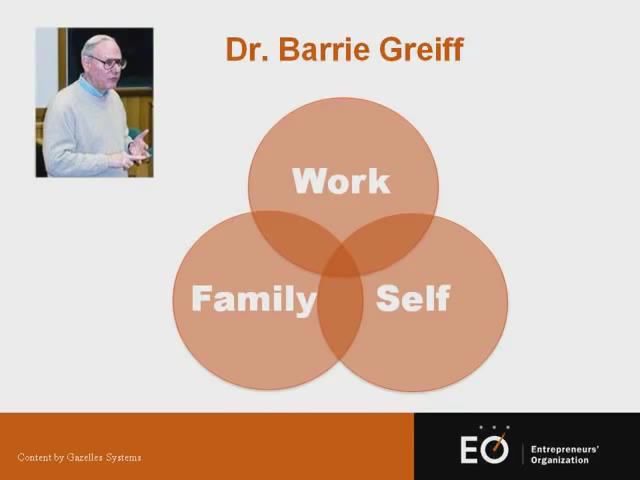 Dr. Barrie Greiff
Work
Family
Self
Content by Gazelles Systems
EO
Entrepreneurs'
Organization